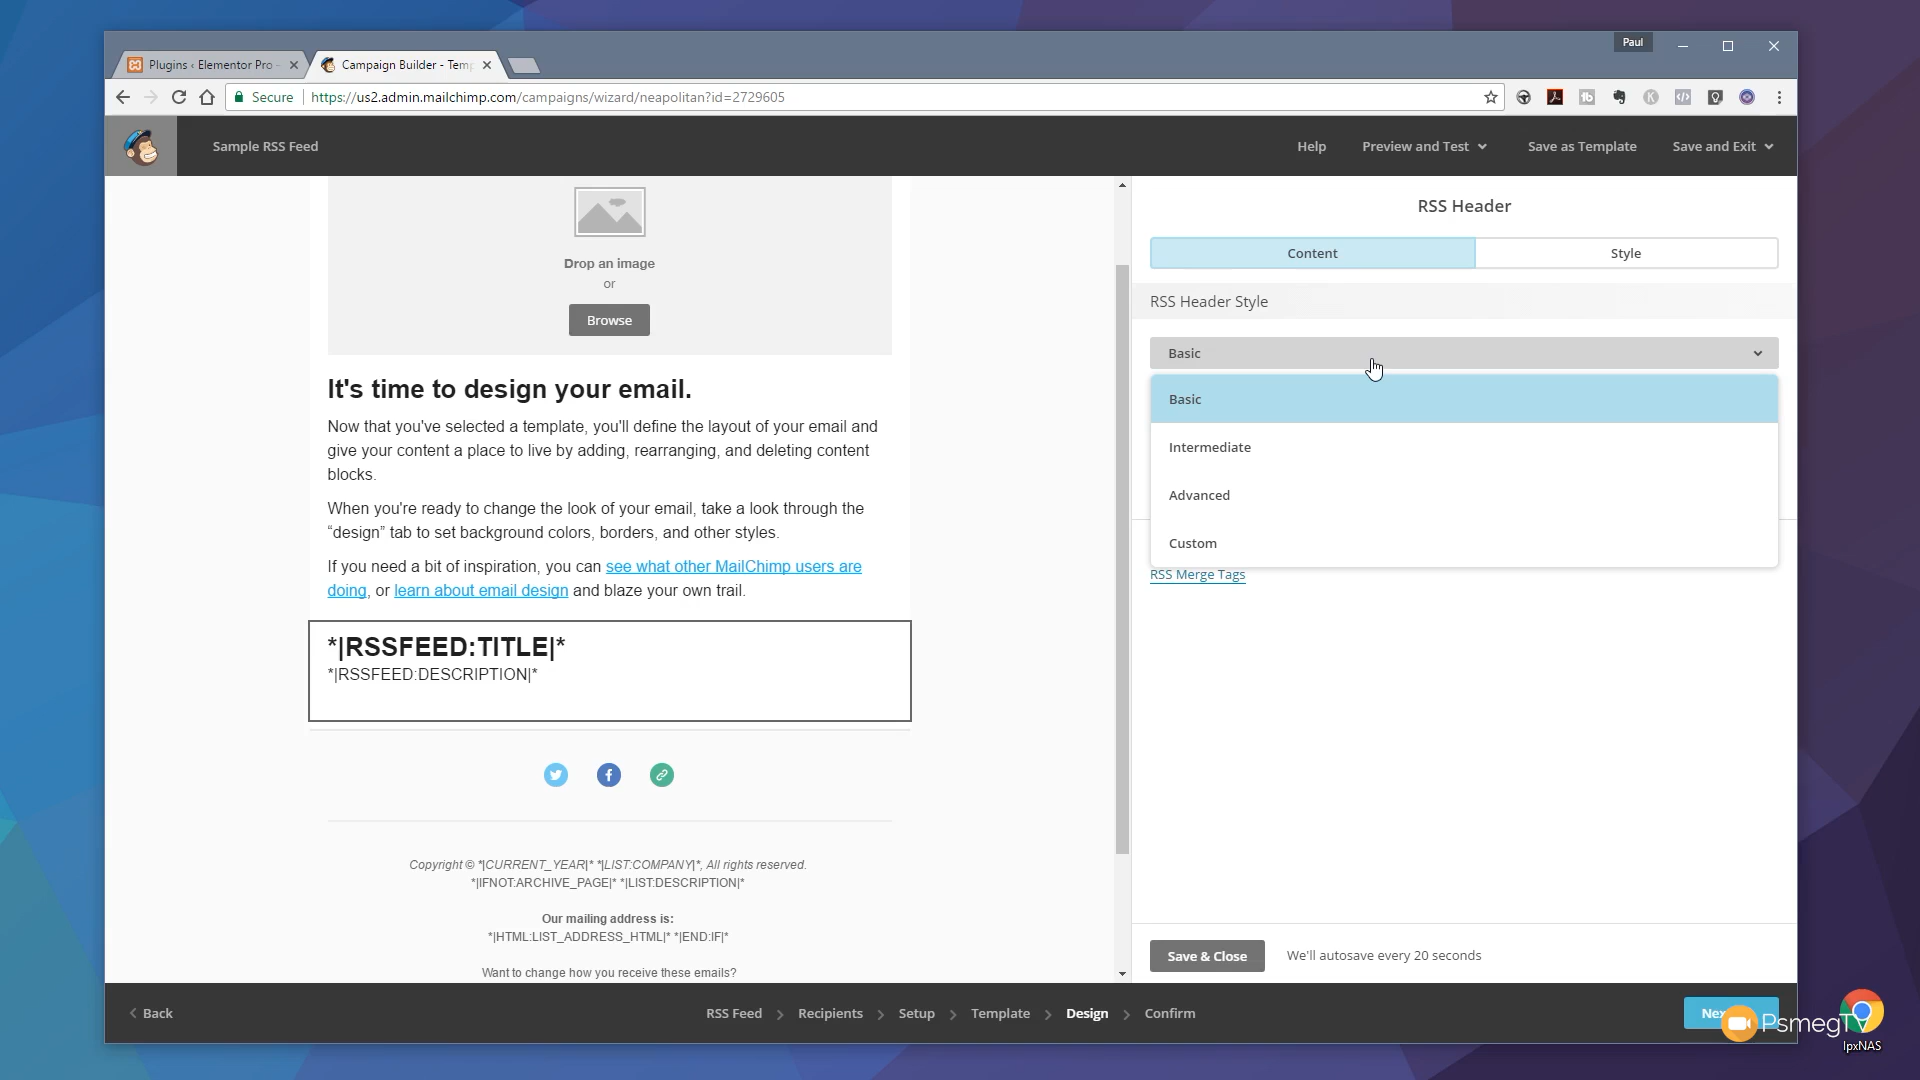 Paul
Plugins ‹ Elementor Pro
Campaign Builder - Temp
Secure
https://us2.admin.mailchimp.com/campaigns/wizard/neapolitan?id=2729605
Sample RSS Feed
Help
Preview and Test
Save as Template
Save and Exit
Drop an image
or
Browse
It's time to design your email.
Now that you've selected a template, you'll define the layout of your email and
give your content a place to live by adding, rearranging, and deleting content
blocks.
When you're ready to change the look of your email, take a look through the
“design” tab to set background colors, borders, and other styles.
If you need a bit of inspiration, you can see what other MailChimp users are
doing, or learn about email design and blaze your own trail.
*|RSSFEED:TITLE|*
*|RSSFEED:DESCRIPTION|*
Copyright © *|CURRENT_YEAR|* *|LIST:COMPANY|*, All rights reserved.
*|IFNOT:ARCHIVE_PAGE|* *|LIST:DESCRIPTION|*
Our mailing address is:
*|HTML:LIST_ADDRESS_HTML|* *|END:IF|*
Want to change how you receive these emails?
RSS Header
Content
Style
RSS Header Style
Basic
Basic
Intermediate
Advanced
Custom
RSS Merge Tags
Save & Close
We'll autosave every 20 seconds
Back
RSS Feed
Recipients
Setup
Template
Design
Confirm
PsmegTV
IpxNAS